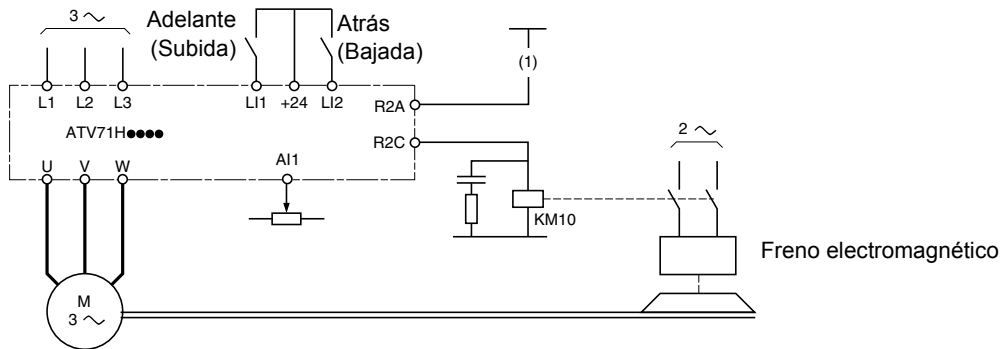 3 ∼
Adelante
(Subida)
Atrás
(Bajada)
(1)
L1 L2 L3 LI1 +24 LI2
R2A
ATV71H●●●●
R2C
2 ∼
U V W AI1
KM10
Freno electromagnético
M
3 ∼